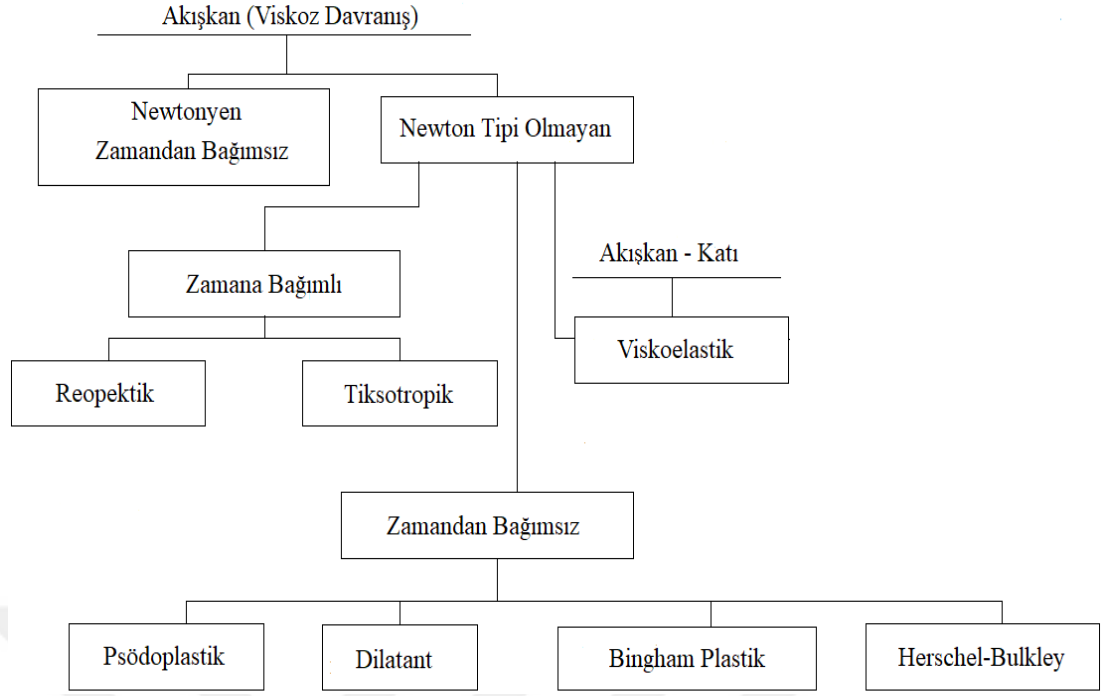 Akışkan (Viskoz Davranış)
Newtonyen
Zamandan Bağımsız
Newton Tipi Olmayan
Akışkan - Katı
Zamana Bağımlı
Viskoelastik
Reopektik
Tiksotropik
Zamandan Bağımsız
Psödoplastik
Dilatant
Bingham Plastik
Herschel-Bulkley